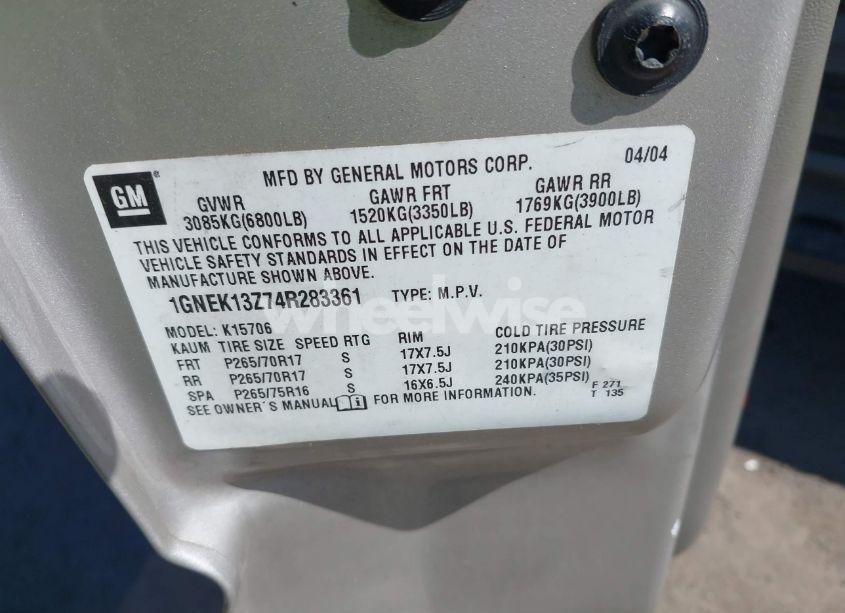 GM
MFD BY GENERAL MOTORS CORP. 04/04
GVWR GAWR FRT GAWR RR
3085KG(6800LB) 1520KG(3350LB) 1769KG(3900LB)
THIS VEHICLE CONFORMS TO ALL APPLICABLE U.S. FEDERAL MOTOR
VEHICLE SAFETY STANDARDS IN EFFECT ON THE DATE OF
MANUFACTURE SHOWN ABOVE.
1GNEK13Z74R283361 TYPE: M.P.V.
wheelwise
MODEL: K15706
KAUM TIRE SIZE SPEED RTG RIM COLD TIRE PRESSURE
FRT P265/70R17 S 17X7.5J 210KPA(30PSI)
RR P265/70R17 S 17X7.5J 210KPA(30PSI)
SPA P265/75R16 S 16X6.5J 240KPA(35PSI)
SEE OWNER'S MANUAL FOR MORE INFORMATION.
F 271
T 135